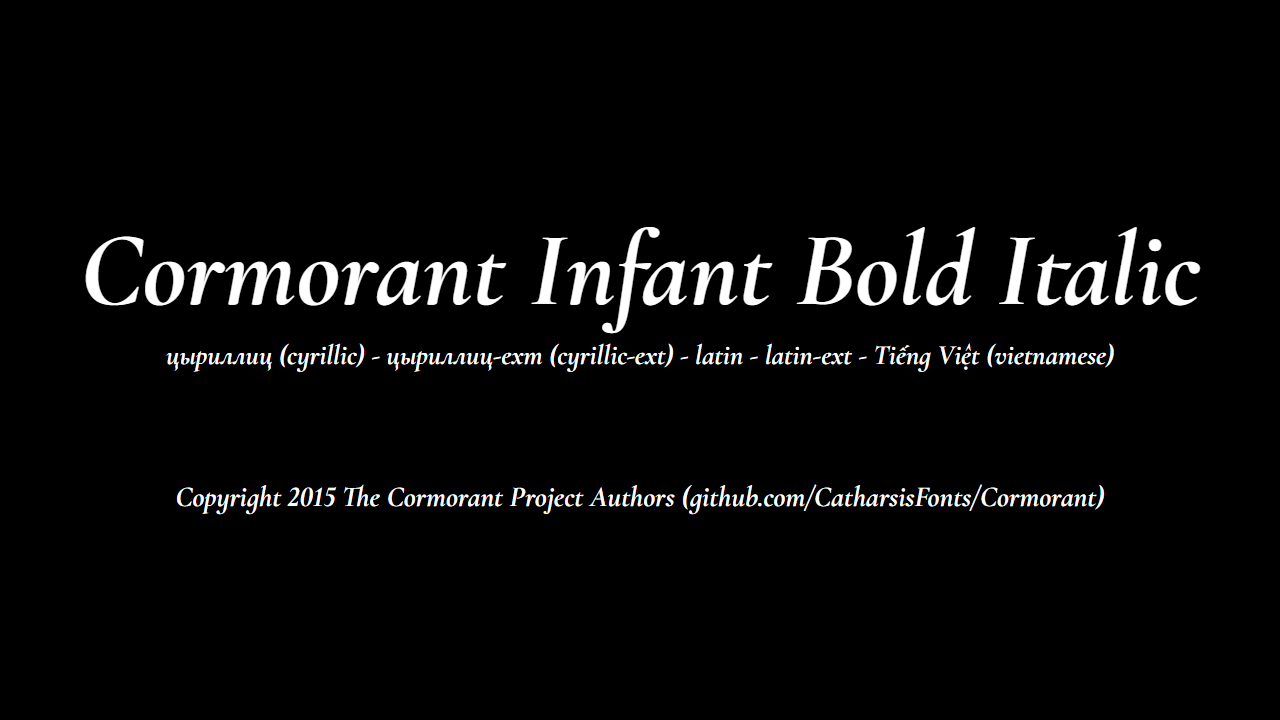 Cormorant Infant Bold Italic
цыриллиц (cyrillic) - цыриллиц-ехт (cyrillic-ext) - latin - latin-ext - Tiếng Việt (vietnamese)
Copyright 2015 The Cormorant Project Authors (github.com/CatharsisFonts/Cormorant)